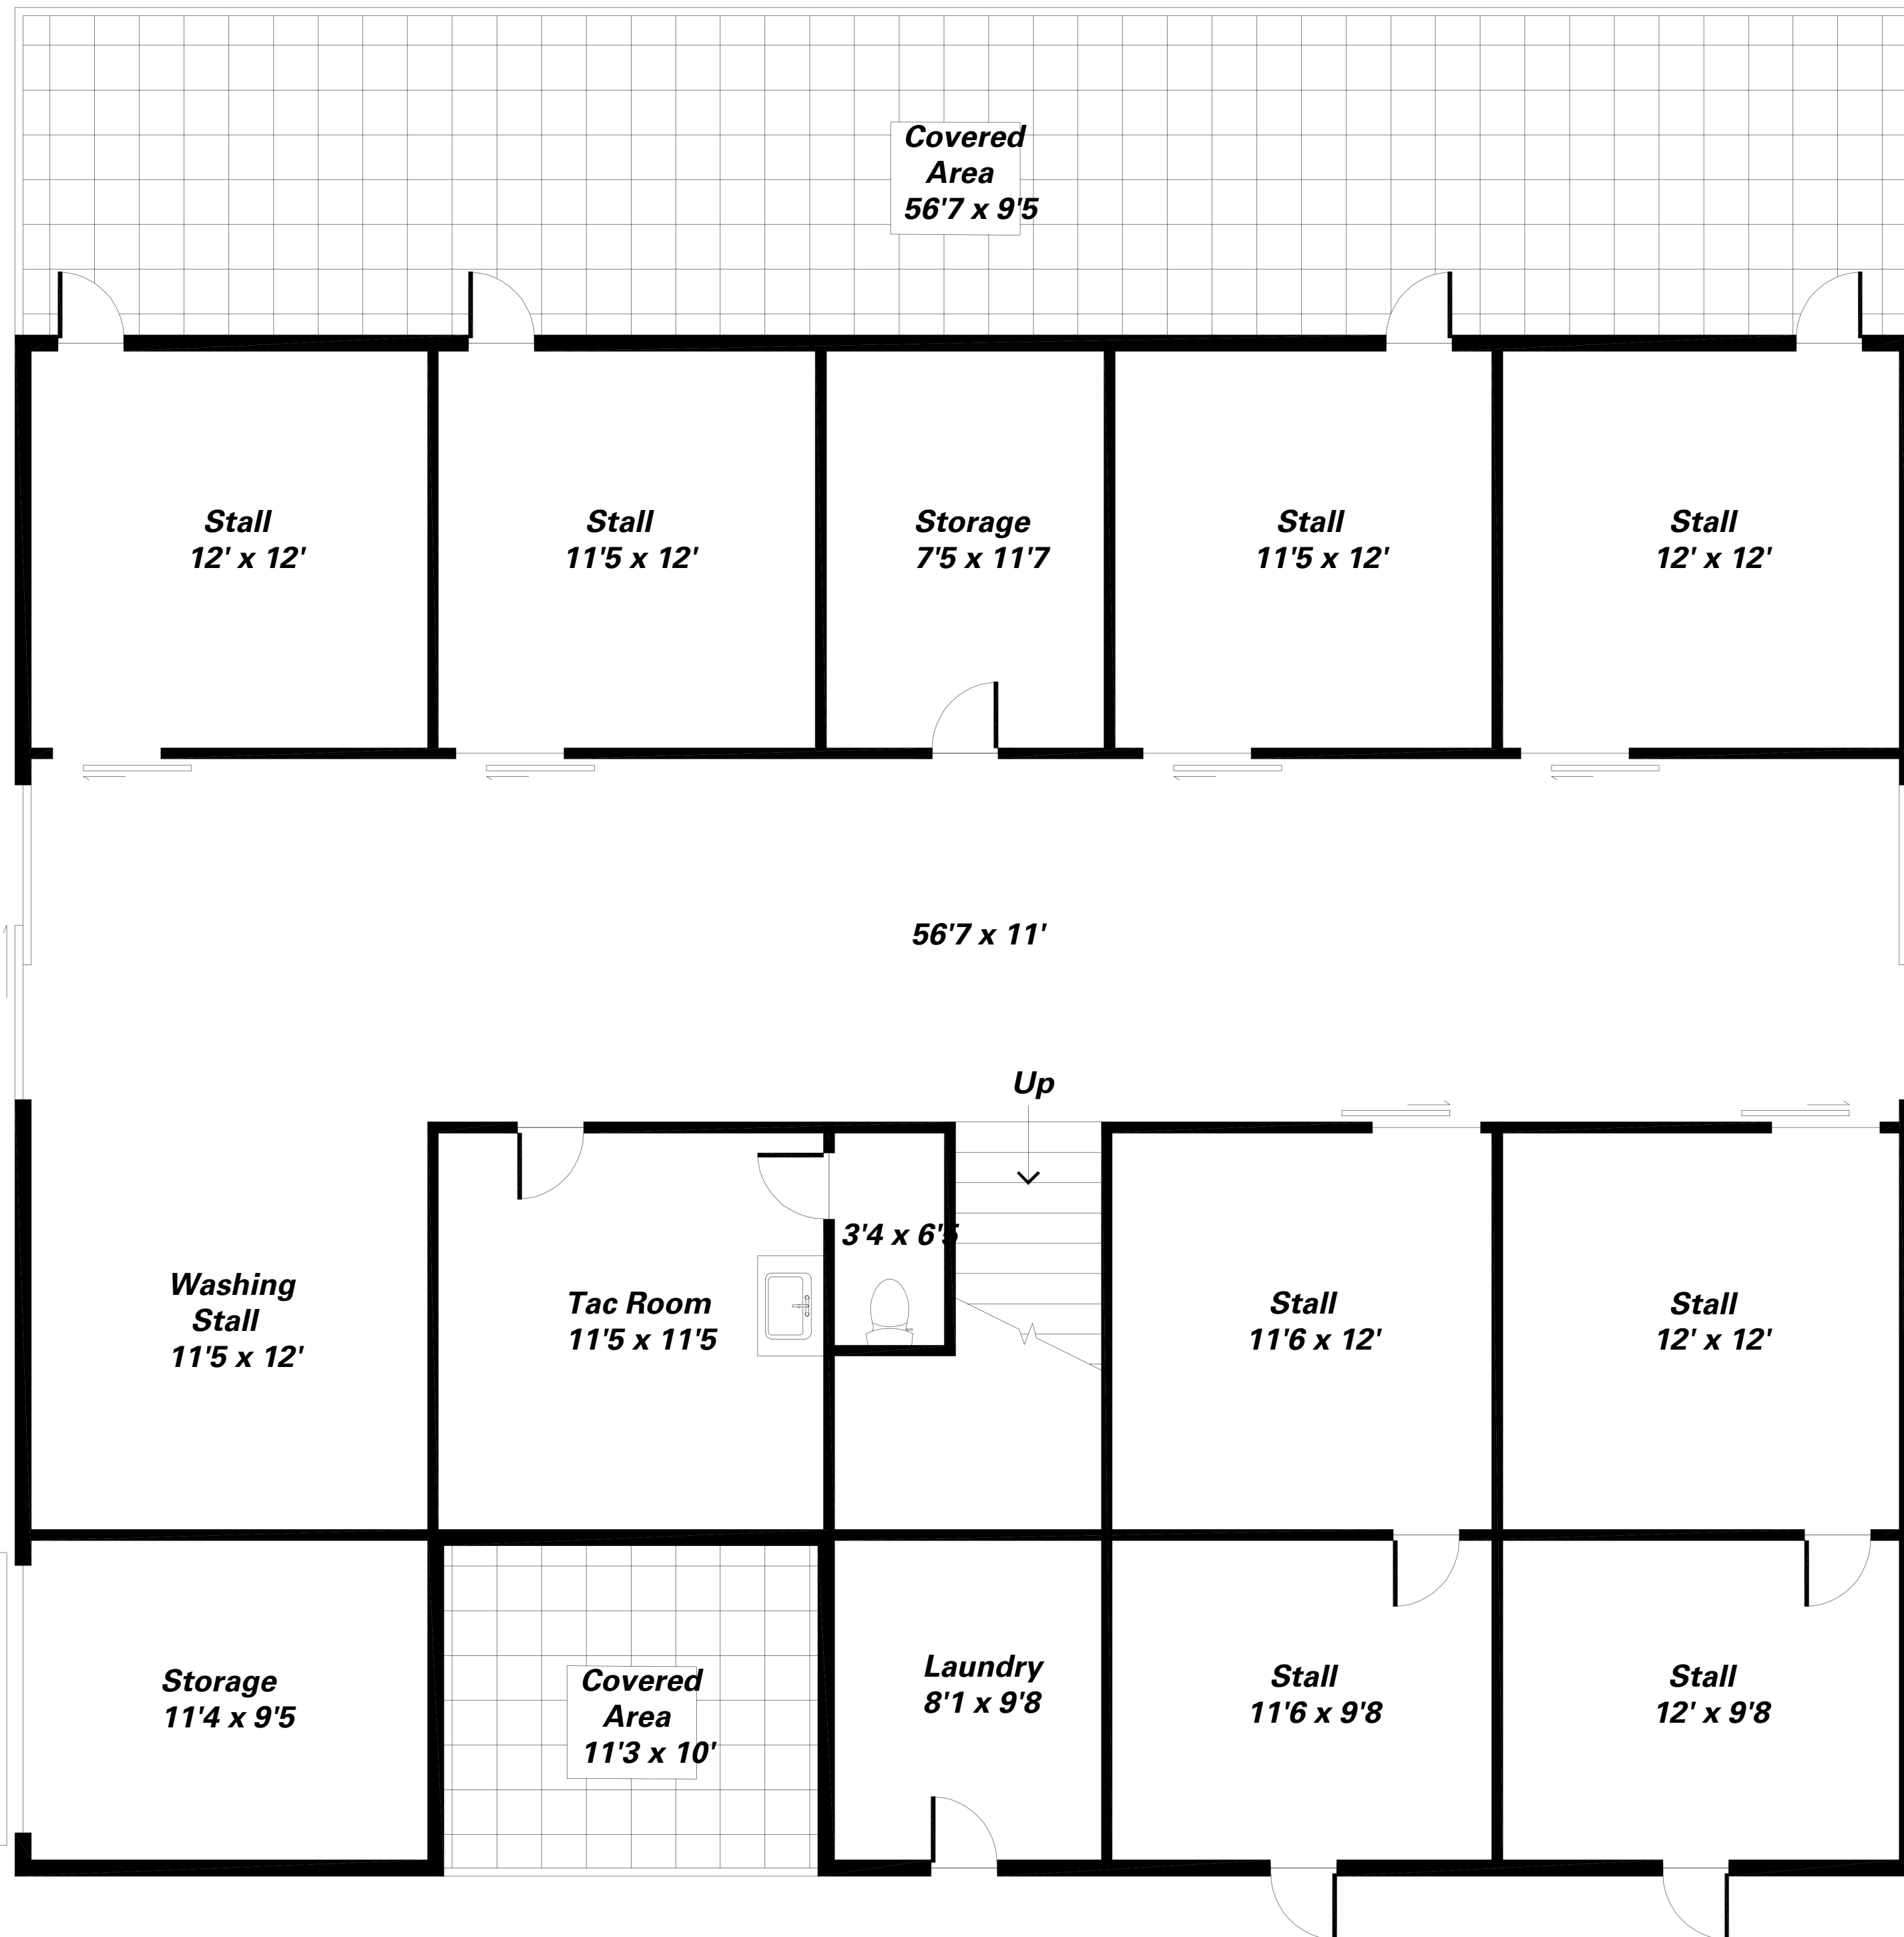 Covered
Area
56'7 x 9'5
Stall
12' x 12'
Stall
11'5 x 12'
Storage
7'5 x 11'7
Stall
11'5 x 12'
Stall
12' x 12'
56'7 x 11'
Up
3'4 x 6'5
Washing
Stall
11'5 x 12'
Tac Room
11'5 x 11'5
Stall
11'6 x 12'
Stall
12' x 12'
Storage
11'4 x 9'5
Covered
Area
11'3 x 10'
Laundry
8'1 x 9'8
Stall
11'6 x 9'8
Stall
12' x 9'8